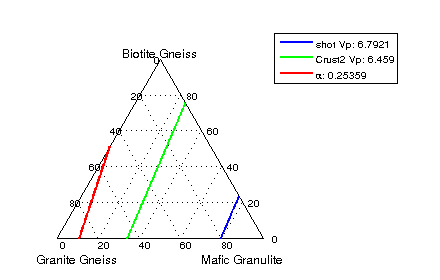 Biotite Gneiss
0
shot Vp: 6.7921
Crust2 Vp: 6.459
α: 0.25359
20 80
40 60
60 40
80 20
0 20 40 60 80 0
Granite Gneiss Mafic Granulite